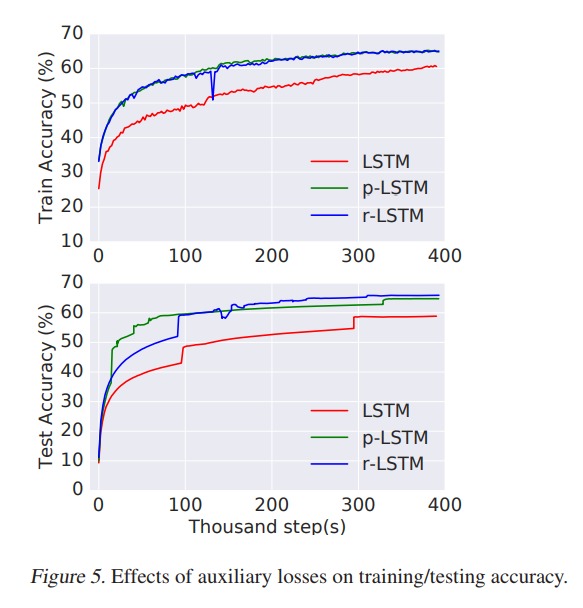 Train Accuracy (%)
70
60
50
40
30
20
10
LSTM
p-LSTM
r-LSTM
0 100 200 300 400
Test Accuracy (%)
70
60
50
40
30
20
10
0
LSTM
p-LSTM
r-LSTM
0 100 200 300 400
Thousand step(s)
Figure 5. Effects of auxiliary losses on training/testing accuracy.